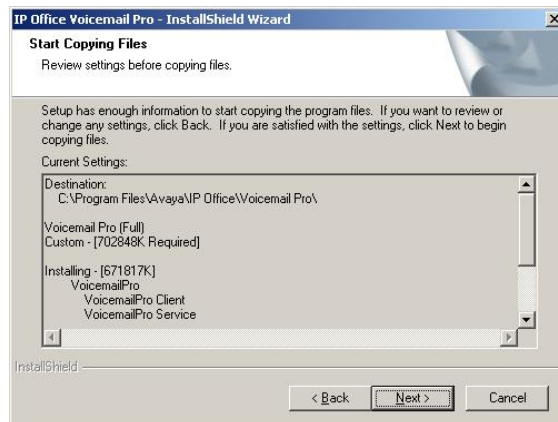 IP Office Voicemail Pro - InstallShield Wizard
Start Copying Files
Review settings before copying files.
Setup has enough information to start copying the program files. If you want to review or
change any settings, click Back. If you are satisfied with the settings, click Next to begin
copying files.
Current Settings:
Destination:
C:\Program Files\Avaya\IP Office\Voicemail Pro\
Voicemail Pro (Full)
Custom - [702848K Required]
Installing - [671817K]
VoicemailPro
VoicemailPro Client
VoicemailPro Service
InstallShield
< Back
Next >
Cancel